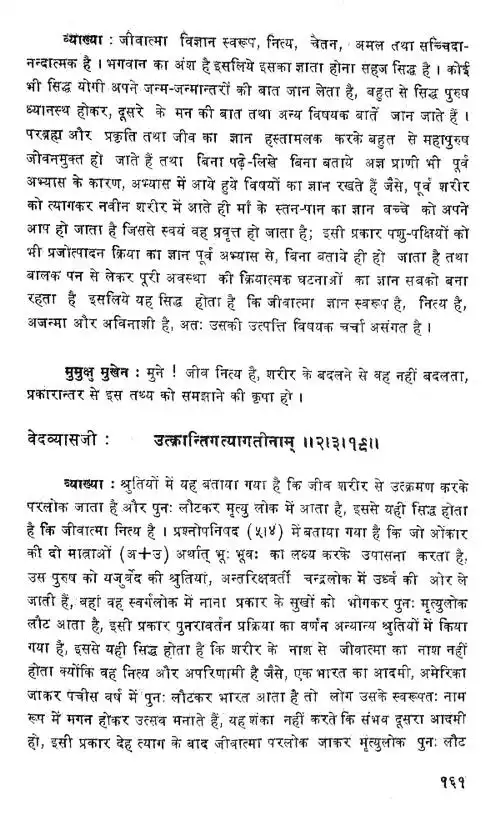 व्याख्या : जीवात्मा विज्ञान स्वरूप, नित्य, चेतन, अमल तथा सच्चिदा-
नन्दात्मक है । भगवान का अंश है इसलिये इसका ज्ञाता होना सहज सिद्ध है । कोई
भी सिद्ध योगी अपने जन्म-जन्मान्तरों की बात जान लेता है, बहुत से सिद्ध पुरुष
ध्यानस्थ होकर, दूसरे के मन की बात तथा अन्य विषयक बातें जान जाते हैं ।
परब्रह्म और प्रकृति तथा जीव का ज्ञान हस्तामलक करके बहुत से महापुरुष
जीवनमुक्त हो जाते हैं तथा बिना पढ़े-लिखे बिना बताये अज्ञ प्राणी भी पूर्व
अभ्यास के कारण, अभ्यास में आये हुये विषयों का ज्ञान रखते हैं जैसे, पूर्व शरीर
को त्यागकर नवीन शरीर में आते ही माँ के स्तन-पान का ज्ञान बच्चे को अपने
आप हो जाता है जिससे स्वयं वह प्रवृत्त हो जाता है; इसी प्रकार पशु-पक्षियों को
भी प्रजोत्पादन क्रिया का ज्ञान पूर्व अभ्यास से, बिना बताये ही हो जाता है तथा
बालक पन से लेकर पूरी अवस्था की क्रियात्मक घटनाओं का ज्ञान सबको बना
रहता है इसलिये यह सिद्ध होता है कि जीवात्मा ज्ञान स्वरूप है, नित्य है,
अजन्मा और अविनाशी है, अतः उसकी उत्पत्ति विषयक चर्चा असंगत है ।
मुमुक्षु मुखेन : मुने ! जीव नित्य है, शरीर के बदलने से वह नहीं बदलता,
प्रकारान्तर से इस तथ्य को समझाने की कृपा हो ।
वेदव्यासजी : उत्क्रान्तिगत्यागतीनाम् ॥२।३।१९॥
व्याख्या : श्रुतियों में यह बताया गया है कि जीव शरीर से उत्क्रमण करके
परलोक जाता है और पुनः लौटकर मृत्यु लोक में आता है, इससे यही सिद्ध होता
है कि जीवात्मा नित्य है । प्रश्नोपनिषद (५।४) में बताया गया है कि जो ओंकार
की दो मात्राओं (अ+उ) अर्थात् भूः भूवः का लक्ष्य करके उपासना करता है,
उस पुरुष को यजुर्वेद की श्रुतियां, अन्तरिक्षवर्ती चन्द्रलोक में उर्ध्व की ओर ले
जाती हैं, वहां वह स्वर्गलोक में नाना प्रकार के सुखों को भोगकर पुनः मृत्युलोक
लौट आता है, इसी प्रकार पुनरावर्तन प्रक्रिया का वर्णन अन्यान्य श्रुतियों में किया
गया है, इससे यही सिद्ध होता है कि शरीर के नाश से जीवात्मा का नाश नहीं
होता क्योंकि वह नित्य और अपरिणामी है जैसे, एक भारत का आदमी, अमेरिका
जाकर पचीस वर्ष में पुनः लौटकर भारत आता है तो लोग उसके स्वरूपतः नाम
रूप में मगन होकर उत्सव मनाते हैं, यह शंका नहीं करते कि संभव दूसरा आदमी
हो, इसी प्रकार देह त्याग के बाद जीवात्मा परलोक जाकर मृत्युलोक पुनः लौट
१६१